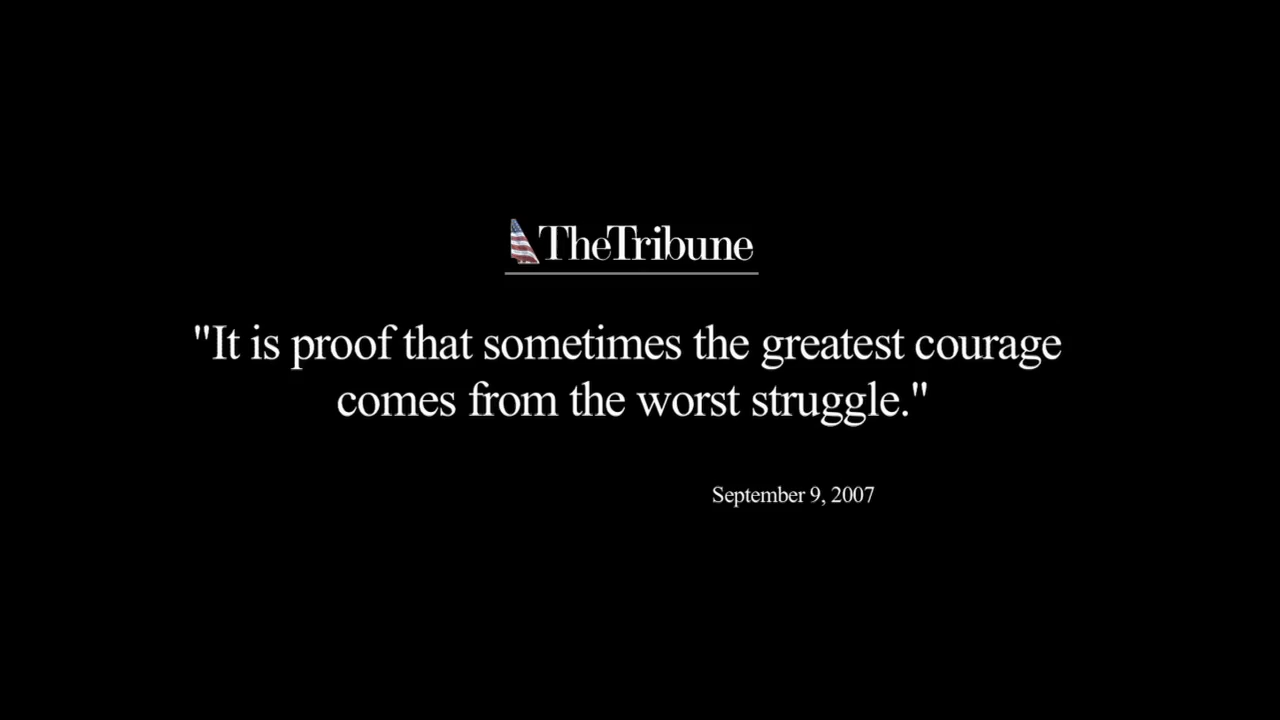 TheTribune
"It is proof that sometimes the greatest courage
comes from the worst struggle."
September 9, 2007